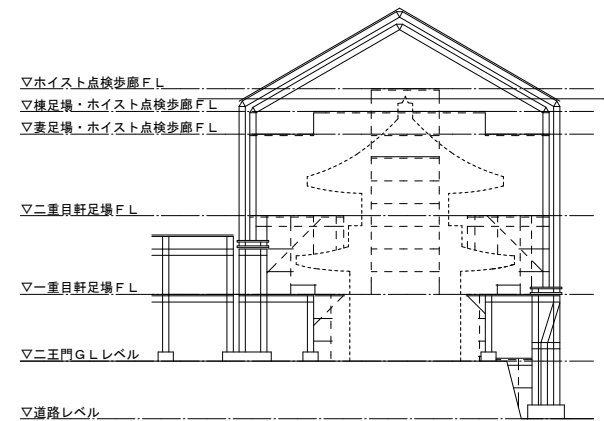 ▽ホイスト点検歩廊ＦＬ
▽棟足場・ホイスト点検歩廊ＦＬ
▽妻足場・ホイスト点検歩廊ＦＬ
▽二重目軒足場ＦＬ
▽一重目軒足場ＦＬ
▽二王門ＧＬレベル
▽道路レベル